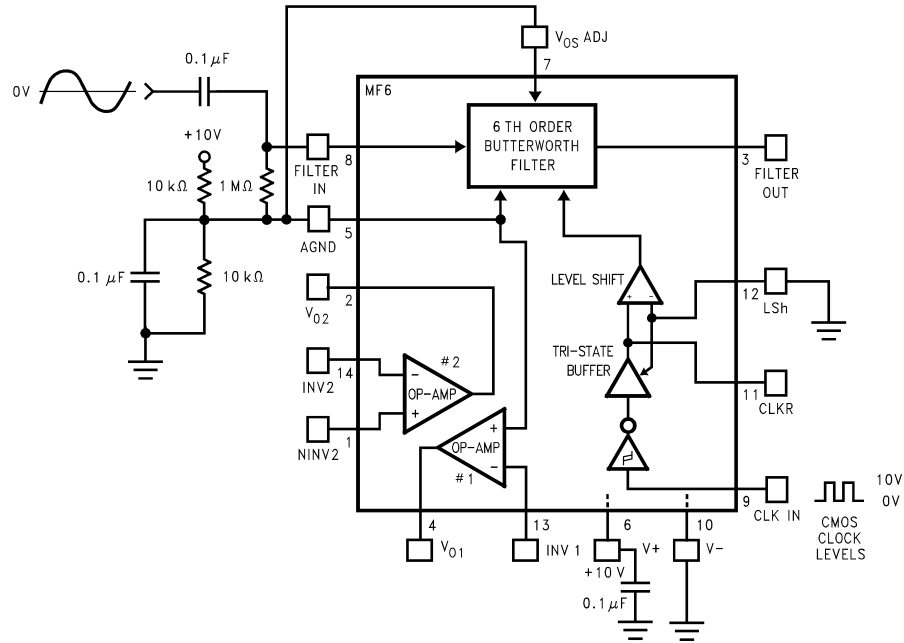 V_OS ADJ
7
0.1 μF
0V
MF6
6 TH ORDER
BUTTERWORTH
FILTER
+10V
8
FILTER
IN
3
FILTER
OUT
10 kΩ
1 MΩ
5
AGND
0.1 μF
10 kΩ
LEVEL SHIFT
+ -
12
LSh
2
V_O2
TRI-STATE
BUFFER
#2
14
INV2
-
OP-AMP
+
11
CLKR
1
NINV2
+
OP-AMP
-
#1
9
CLK IN
10V
0V
CMOS
CLOCK
LEVELS
4
V_O1
13
INV 1
6
V+
+10 V
0.1 μF
10
V-